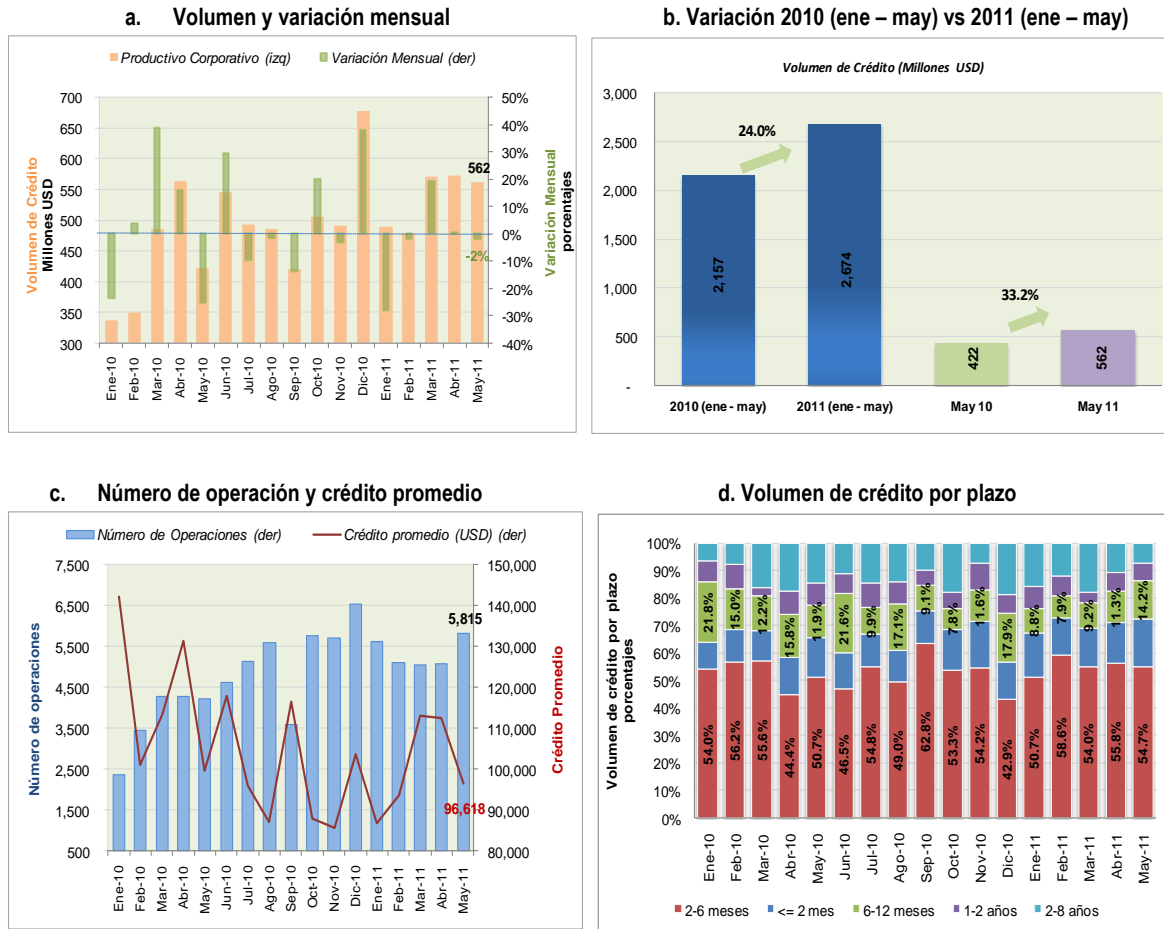 a. Volumen y variación mensual
Productivo Corporativo (izq)
Variación Mensual (der)
Volumen de Crédito
Millones USD
700
650
600
550
500
450
400
350
300
50%
40%
30%
20%
10%
0%
-10%
-20%
-30%
-40%
Variación Mensual
porcentajes
562
-2%
Ene-10
Feb-10
Mar-10
Abr-10
May-10
Jun-10
Jul-10
Ago-10
Sep-10
Oct-10
Nov-10
Dic-10
Ene-11
Feb-11
Mar-11
Abr-11
May-11
b. Variación 2010 (ene – may) vs 2011 (ene – may)
Volumen de Crédito (Millones USD)
3,000
2,500
2,000
1,500
1,000
500
-
24.0%
33.2%
2,157
2,674
422
562
2010 (ene - may)
2011 (ene - may)
May 10
May 11
c. Número de operación y crédito promedio
Número de Operaciones (der)
Crédito promedio (USD) (der)
Número de operaciones
7,500
6,500
5,500
4,500
3,500
2,500
1,500
500
150,000
140,000
130,000
120,000
110,000
100,000
90,000
80,000
Crédito Promedio
5,815
96,618
Ene-10
Feb-10
Mar-10
Abr-10
May-10
Jun-10
Jul-10
Ago-10
Sep-10
Oct-10
Nov-10
Dic-10
Ene-11
Feb-11
Mar-11
Abr-11
May-11
d. Volumen de crédito por plazo
Volumen de crédito por plazo
porcentajes
100%
90%
80%
70%
60%
50%
40%
30%
20%
10%
0%
21.8%
15.0%
12.2%
15.8%
11.9%
21.6%
9.9%
17.1%
9.1%
7.8%
11.6%
17.9%
8.8%
7.9%
9.2%
11.3%
14.2%
54.0%
56.2%
55.6%
44.4%
50.7%
46.5%
54.8%
49.0%
62.8%
53.3%
54.2%
42.9%
50.7%
58.6%
54.0%
55.8%
54.7%
Ene-10
Feb-10
Mar-10
Abr-10
May-10
Jun-10
Jul-10
Ago-10
Sep-10
Oct-10
Nov-10
Dic-10
Ene-11
Feb-11
Mar-11
Abr-11
May-11
2-6 meses
<= 2 mes
6-12 meses
1-2 años
2-8 años